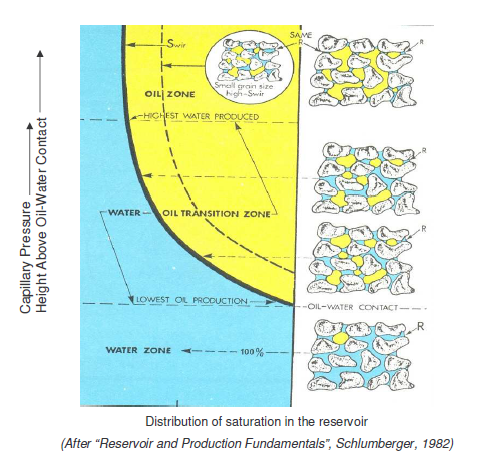 Capillary Pressure
Height Above Oil-Water Contact
Swir
SAME
R
R
Small grain size
high-Swir
OIL ZONE
HIGHEST WATER PRODUCED
R
WATER
OIL TRANSITION ZONE
R
LOWEST OIL PRODUCTION
OIL-WATER CONTACT
R
WATER ZONE
100%
Distribution of saturation in the reservoir
(After “Reservoir and Production Fundamentals”, Schlumberger, 1982)